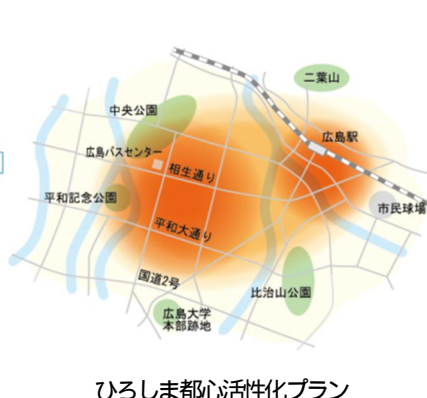 二葉山
中央公園
広島駅
広島バスセンター
相生通り
平和記念公園
市民球場
平和大通り
国道2号
比治山公園
広島大学
本部跡地
ひろしま都心活性化プラン